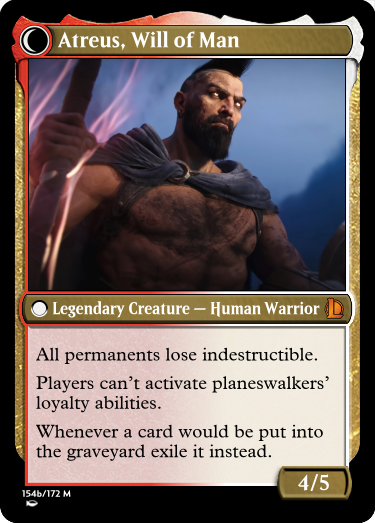 Atreus, Will of Man
Legendary Creature — Human Warrior
All permanents lose indestructible.
Players can't activate planeswalkers'
loyalty abilities.
Whenever a card would be put into
the graveyard exile it instead.
4/5
154b/172 M